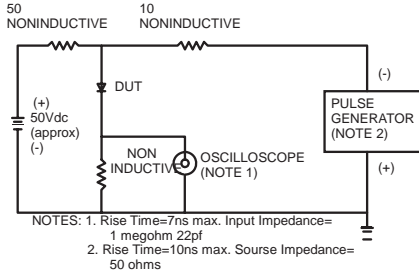 50
NONINDUCTIVE
10
NONINDUCTIVE
(+)
50Vdc
(approx)
(-)
DUT
NON
INDUCTIVE
OSCILLOSCOPE
(NOTE 1)
(-)
PULSE
GENERATOR
(NOTE 2)
(+)
NOTES: 1. Rise Time=7ns max. Input Impedance=
1 megohm 22pf
2. Rise Time=10ns max. Sourse Impedance=
50 ohms